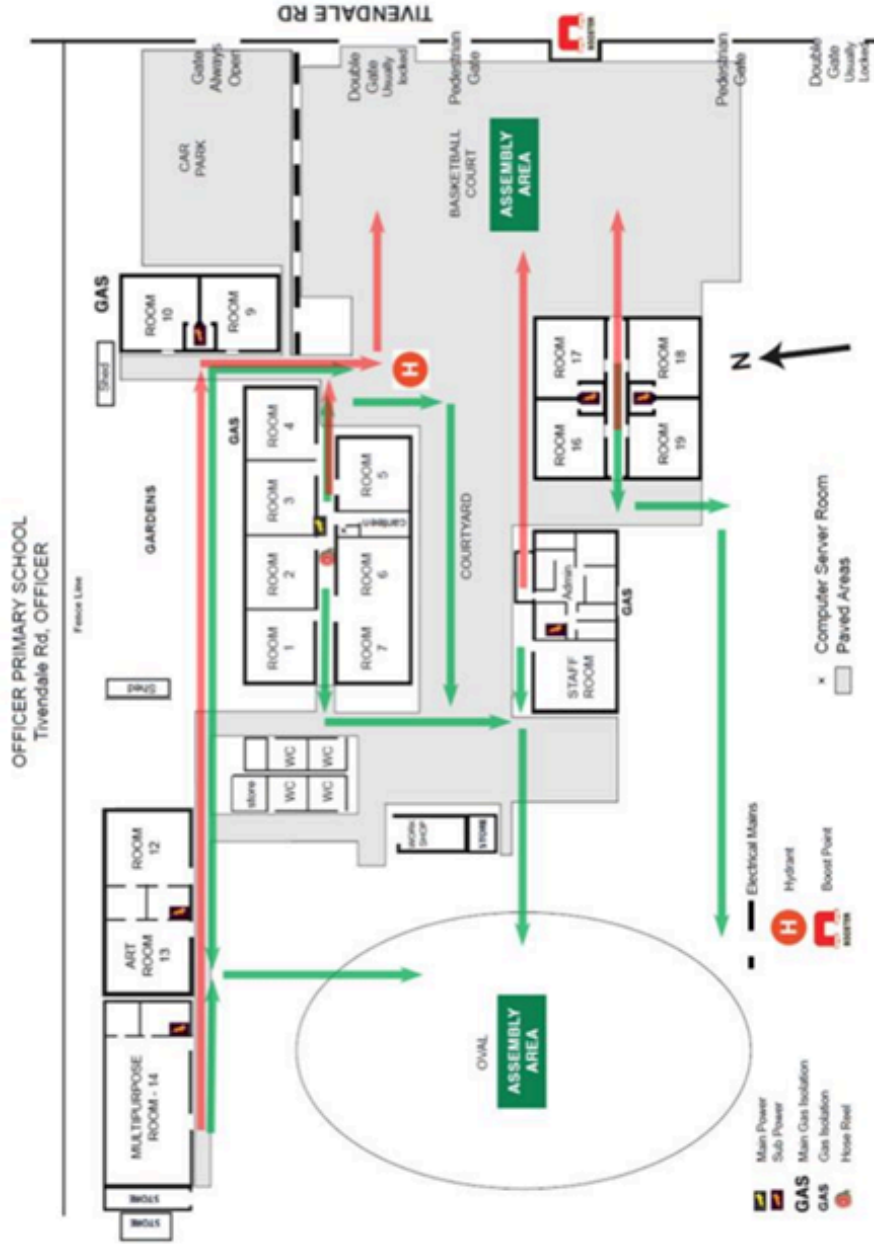 OFFICER PRIMARY SCHOOL
Tivendale Rd, OFFICER
Fence Line
STORE
STORE
MULTIPURPOSE
ROOM - 14
ART
ROOM
13
ROOM
12
Shed
GARDENS
Shed
GAS
ROOM
10
ROOM
9
CAR
PARK
Gate
Always
Open
TIVENDALE RD
store
WC
WC
WC
WC
ROOM
1
ROOM
2
ROOM
3
ROOM
4
GAS
ROOM
7
ROOM
6
canteen
x
ROOM
5
H
Double
Gate
Usually
locked
WORK
SHOP
STORE
COURTYARD
BASKETBALL
COURT
ASSEMBLY
AREA
Pedestrian
Gate
BOOSTER
OVAL
ASSEMBLY
AREA
STAFF
ROOM
Admin
GAS
ROOM
16
ROOM
17
ROOM
19
ROOM
18
N
Pedestrian
Gate
Double
Gate
Usually
Locked
Main Power
Sub Power
GAS Main Gas Isolation
GAS Gas Isolation
Hose Reel
Electrical Mains
H Hydrant
BOOSTER Boost Point
x Computer Server Room
Paved Areas